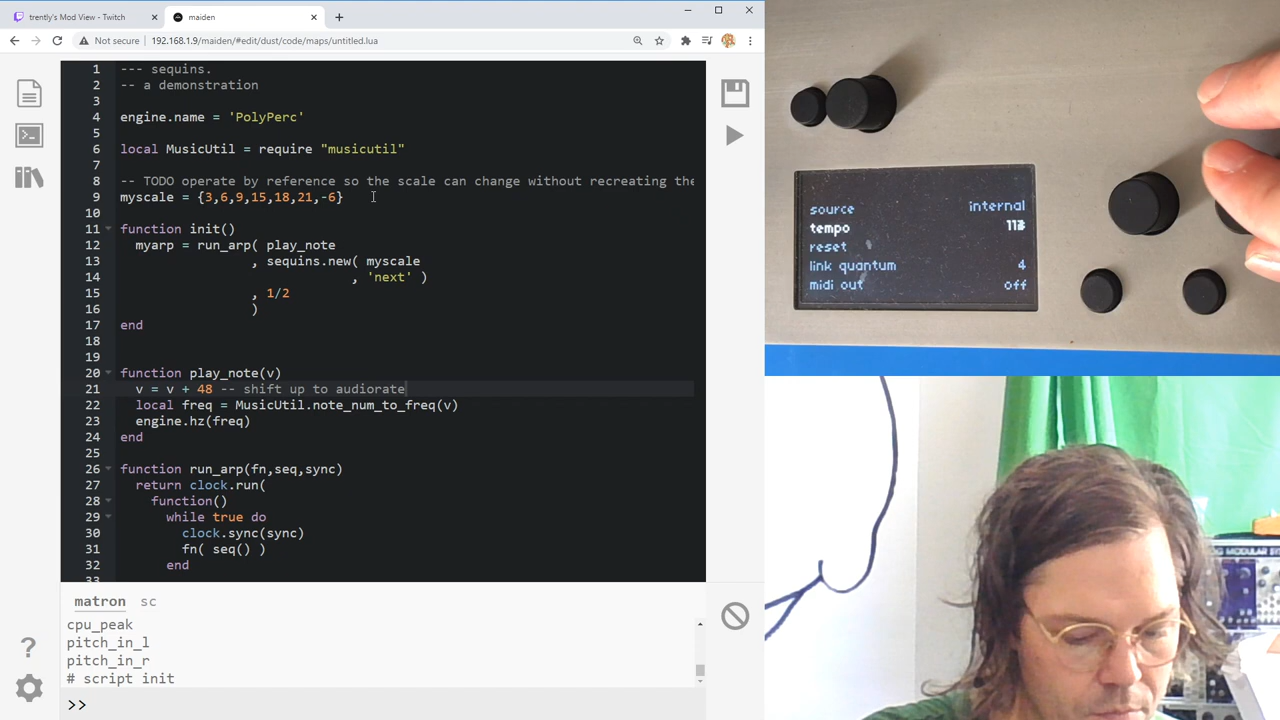 trently's Mod View - Twitch
maiden
Not secure
192.168.1.9/maiden/#edit/dust/code/maps/untitled.lua
1 --- sequins.
2 -- a demonstration
3
4 engine.name = 'PolyPerc'
5
6 local MusicUtil = require "musicutil"
7
8 -- TODO operate by reference so the scale can change without recreating the
9 myscale = {3,6,9,15,18,21,-6}
10
11 function init()
12 myarp = run_arp( play_note
13 , sequins.new( myscale
14 , 'next' )
15 , 1/2
16 )
17 end
18
19
20 function play_note(v)
21 v = v + 48 -- shift up to audiorate
22 local freq = MusicUtil.note_num_to_freq(v)
23 engine.hz(freq)
24 end
25
26 function run_arp(fn,seq,sync)
27 return clock.run(
28 function()
29 while true do
30 clock.sync(sync)
31 fn( seq() )
32 end
33
matron sc
cpu_peak
pitch_in_l
pitch_in_r
# script init
>>
source internal
tempo
reset
link quantum 4
midi out off